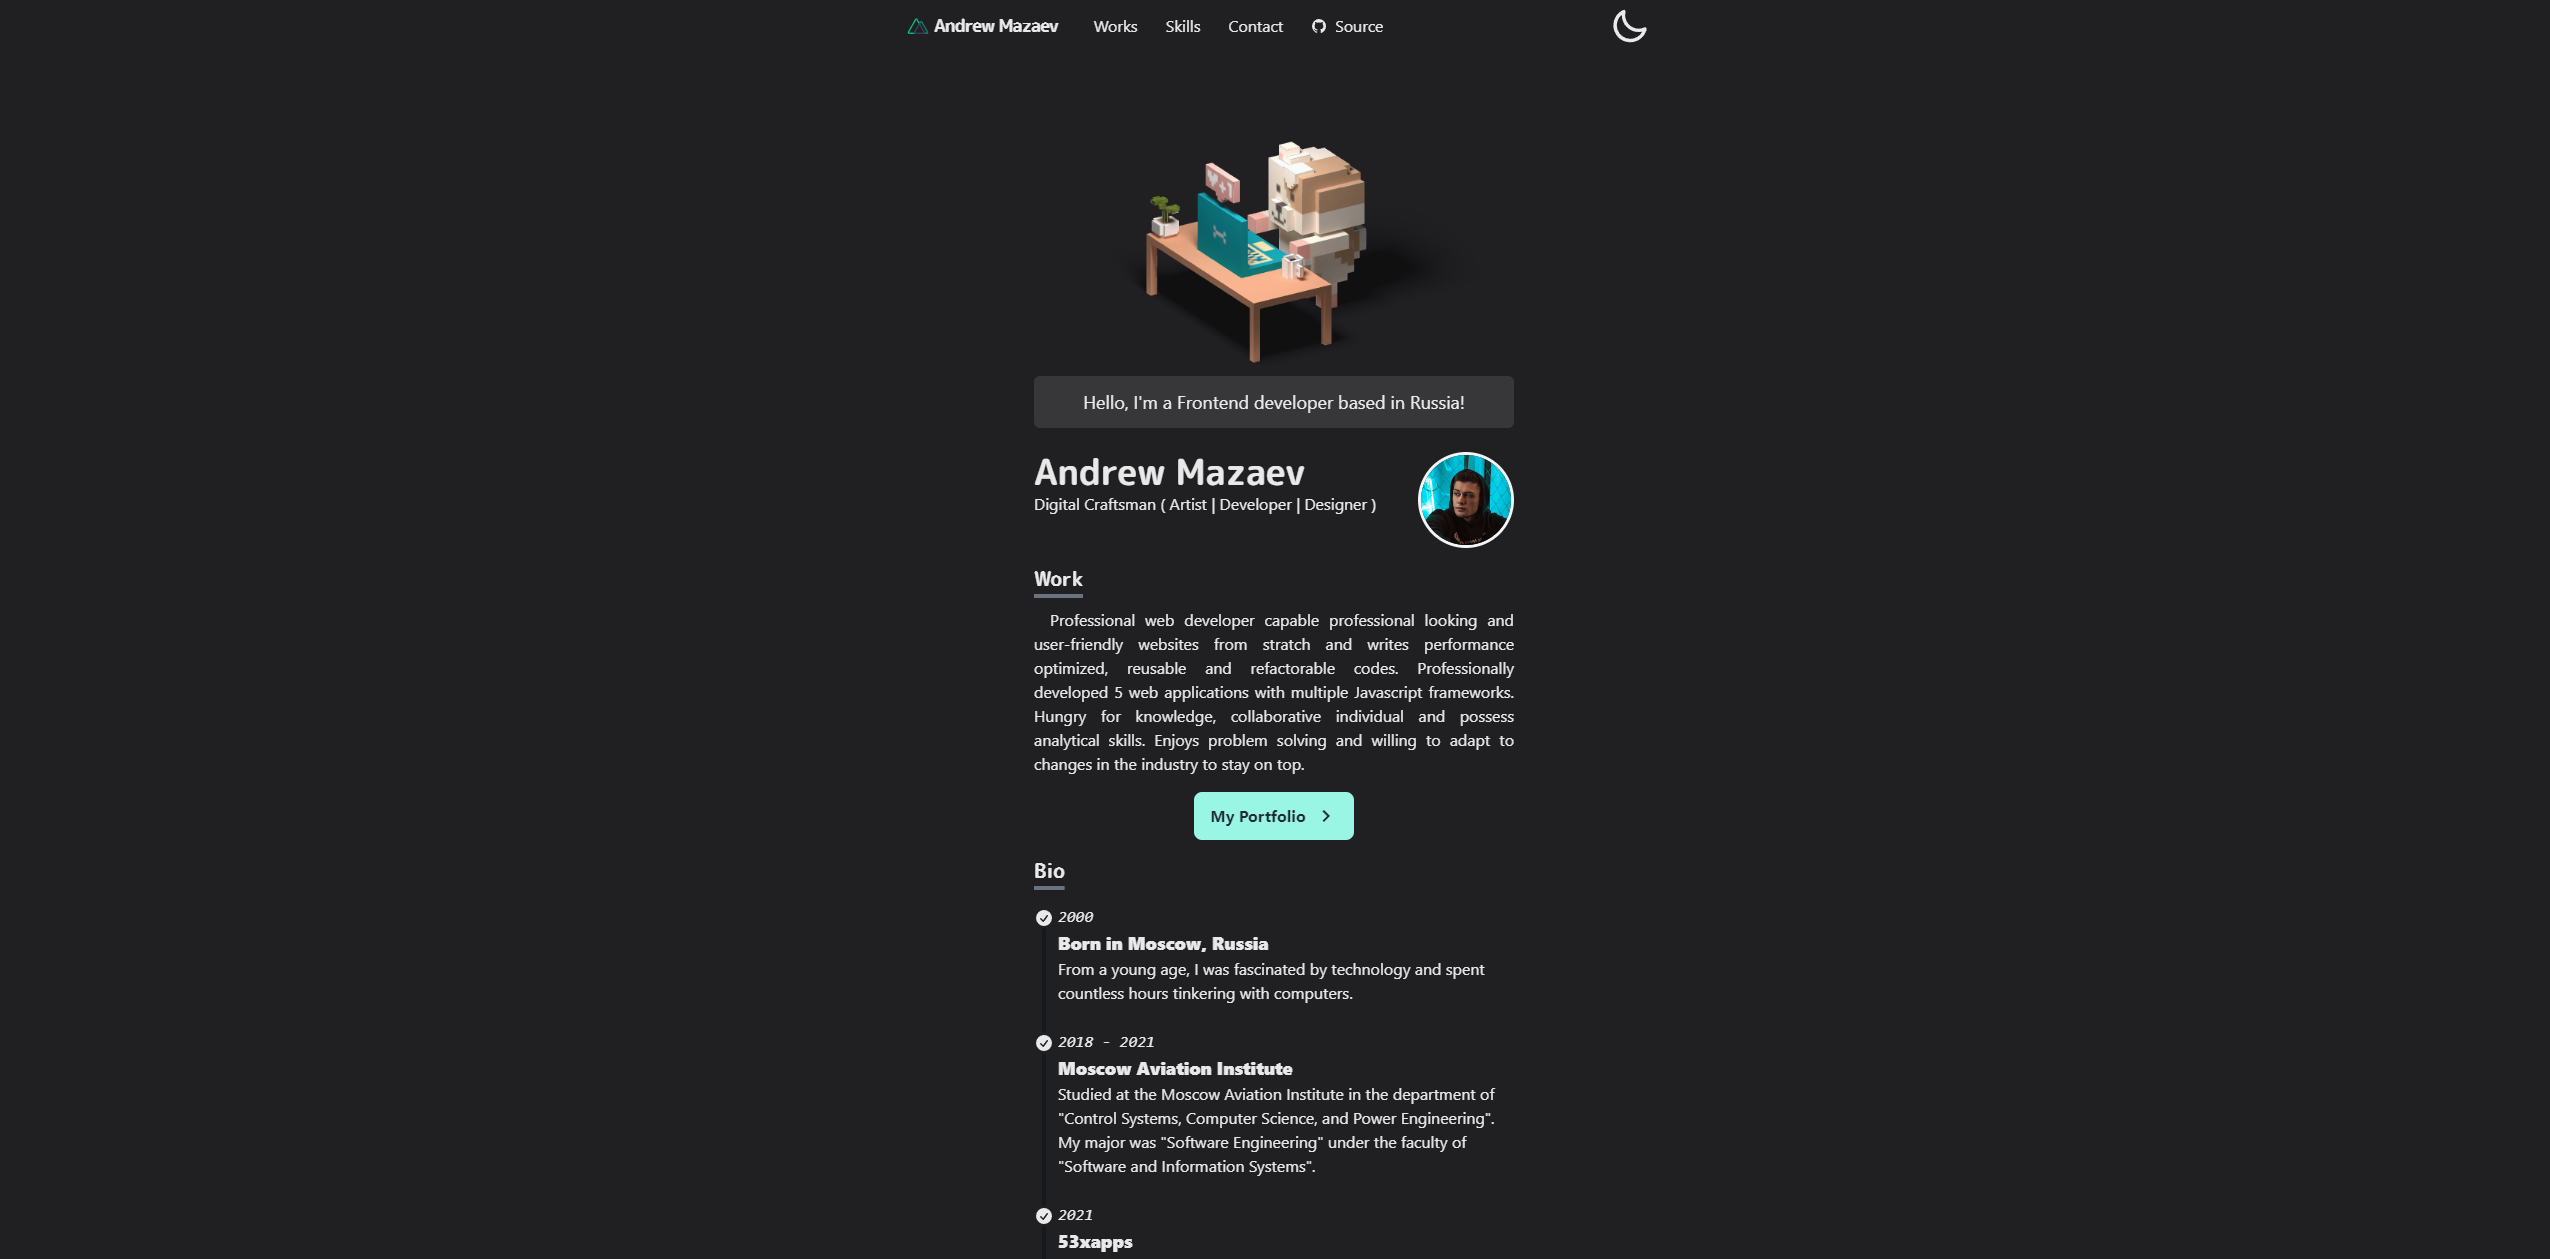 Andrew Mazaev
Works
Skills
Contact
Source
+1
Hello, I'm a Frontend developer based in Russia!
Andrew Mazaev
Digital Craftsman ( Artist | Developer | Designer )
Work
Professional web developer capable professional looking and
user-friendly websites from stratch and writes performance
optimized, reusable and refactorable codes. Professionally
developed 5 web applications with multiple Javascript frameworks.
Hungry for knowledge, collaborative individual and possess
analytical skills. Enjoys problem solving and willing to adapt to
changes in the industry to stay on top.
My Portfolio
Bio
2000
Born in Moscow, Russia
From a young age, I was fascinated by technology and spent
countless hours tinkering with computers.
2018 - 2021
Moscow Aviation Institute
Studied at the Moscow Aviation Institute in the department of
"Control Systems, Computer Science, and Power Engineering".
My major was "Software Engineering" under the faculty of
"Software and Information Systems".
2021
53xapps